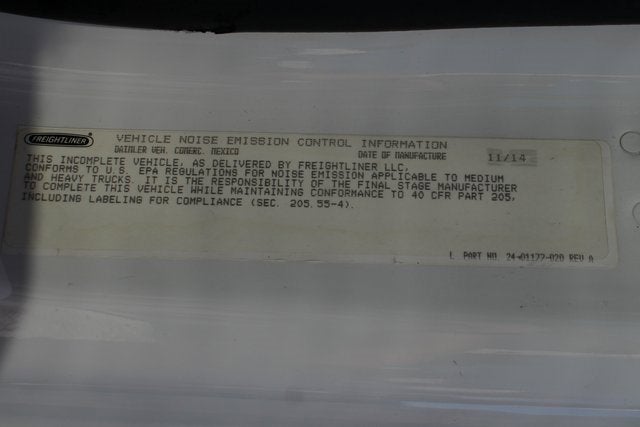 FREIGHTLINER
VEHICLE NOISE EMISSION CONTROL INFORMATION
DAIMLER VEH. COMERC. MEXICO DATE OF MANUFACTURE 11/14
THIS INCOMPLETE VEHICLE, AS DELIVERED BY FREIGHTLINER LLC,
CONFORMS TO U.S. EPA REGULATIONS FOR NOISE EMISSION APPLICABLE TO MEDIUM
AND HEAVY TRUCKS. IT IS THE RESPONSIBILITY OF THE FINAL STAGE MANUFACTURER
TO COMPLETE THIS VEHICLE WHILE MAINTAINING CONFORMANCE TO 40 CFR PART 205,
INCLUDING LABELING FOR COMPLIANCE (SEC. 205.55-4).
PART NO. 24-01177-020 REV A